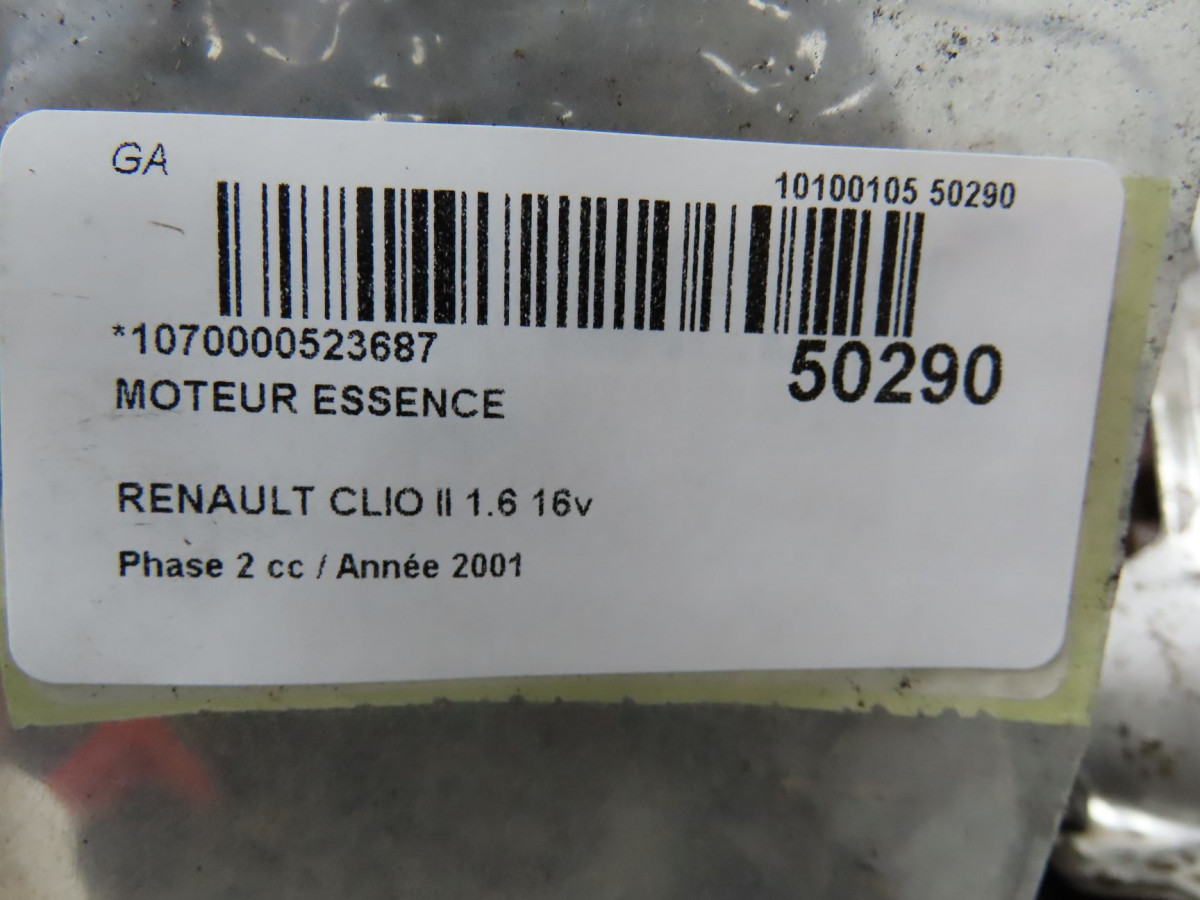 GA
10100105 50290
*1070000523687
50290
MOTEUR ESSENCE
RENAULT CLIO II 1.6 16v
Phase 2 cc / Année 2001